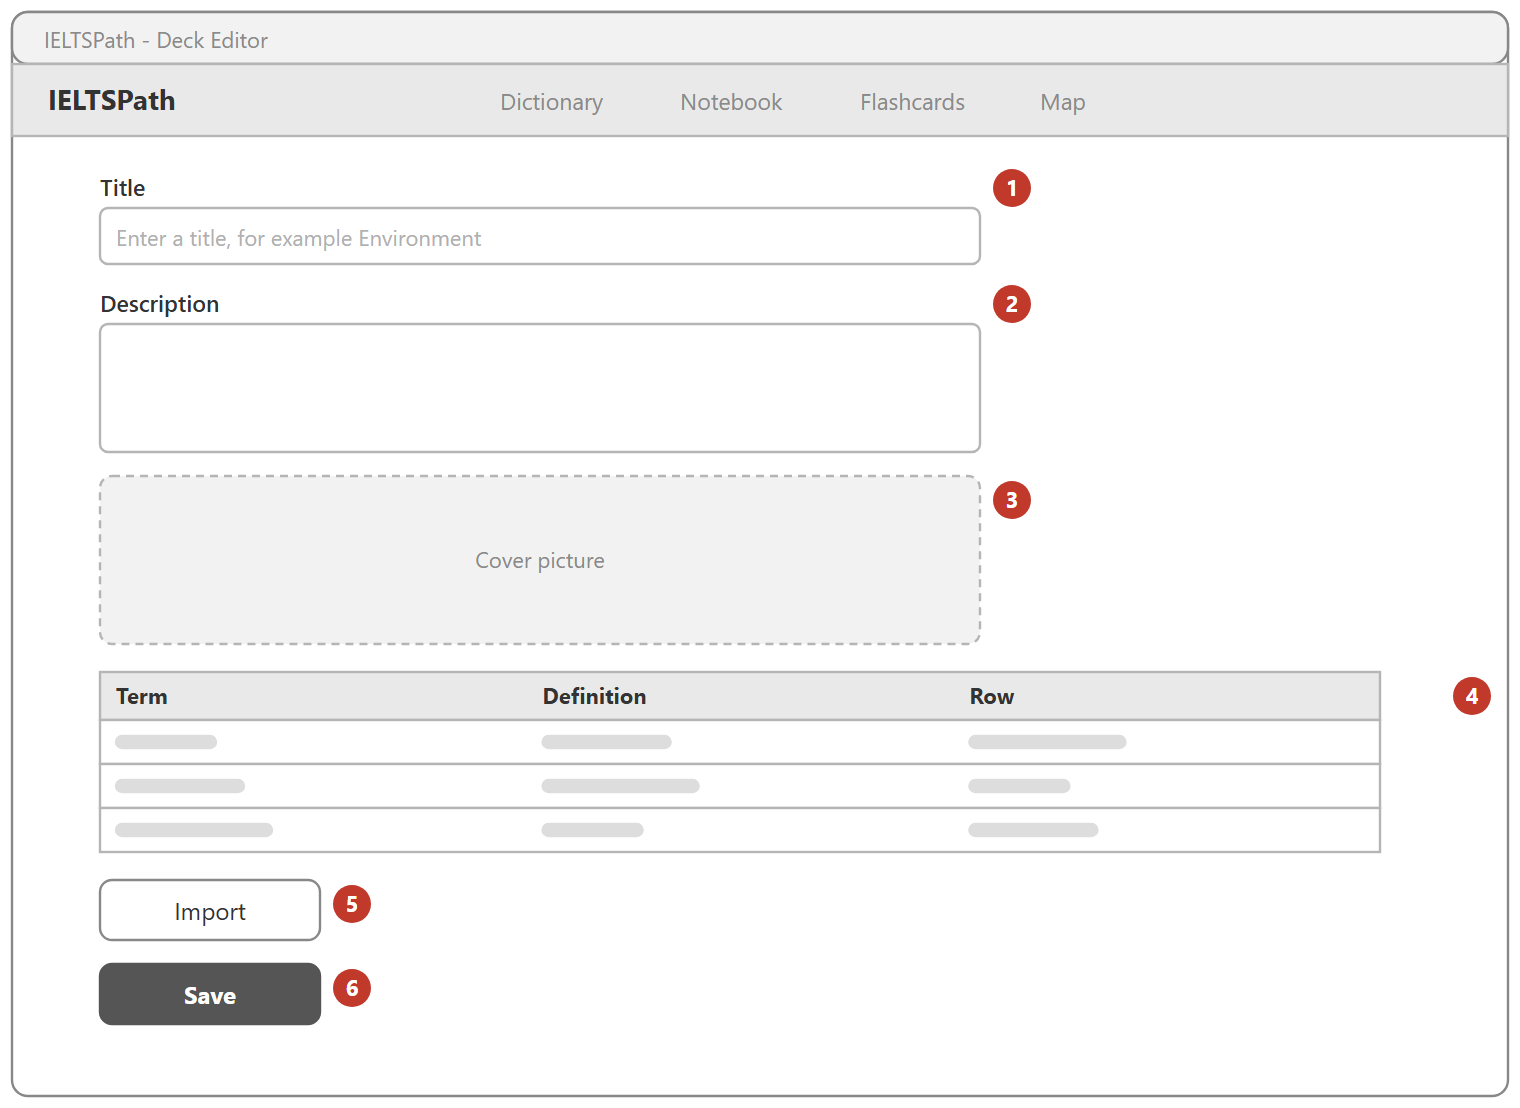 IELTSPath - Deck Editor
IELTSPath Dictionary Notebook Flashcards Map
Title 1
Enter a title, for example Environment
Description 2
3
Cover picture
Term Definition Row 4
Import 5
Save 6